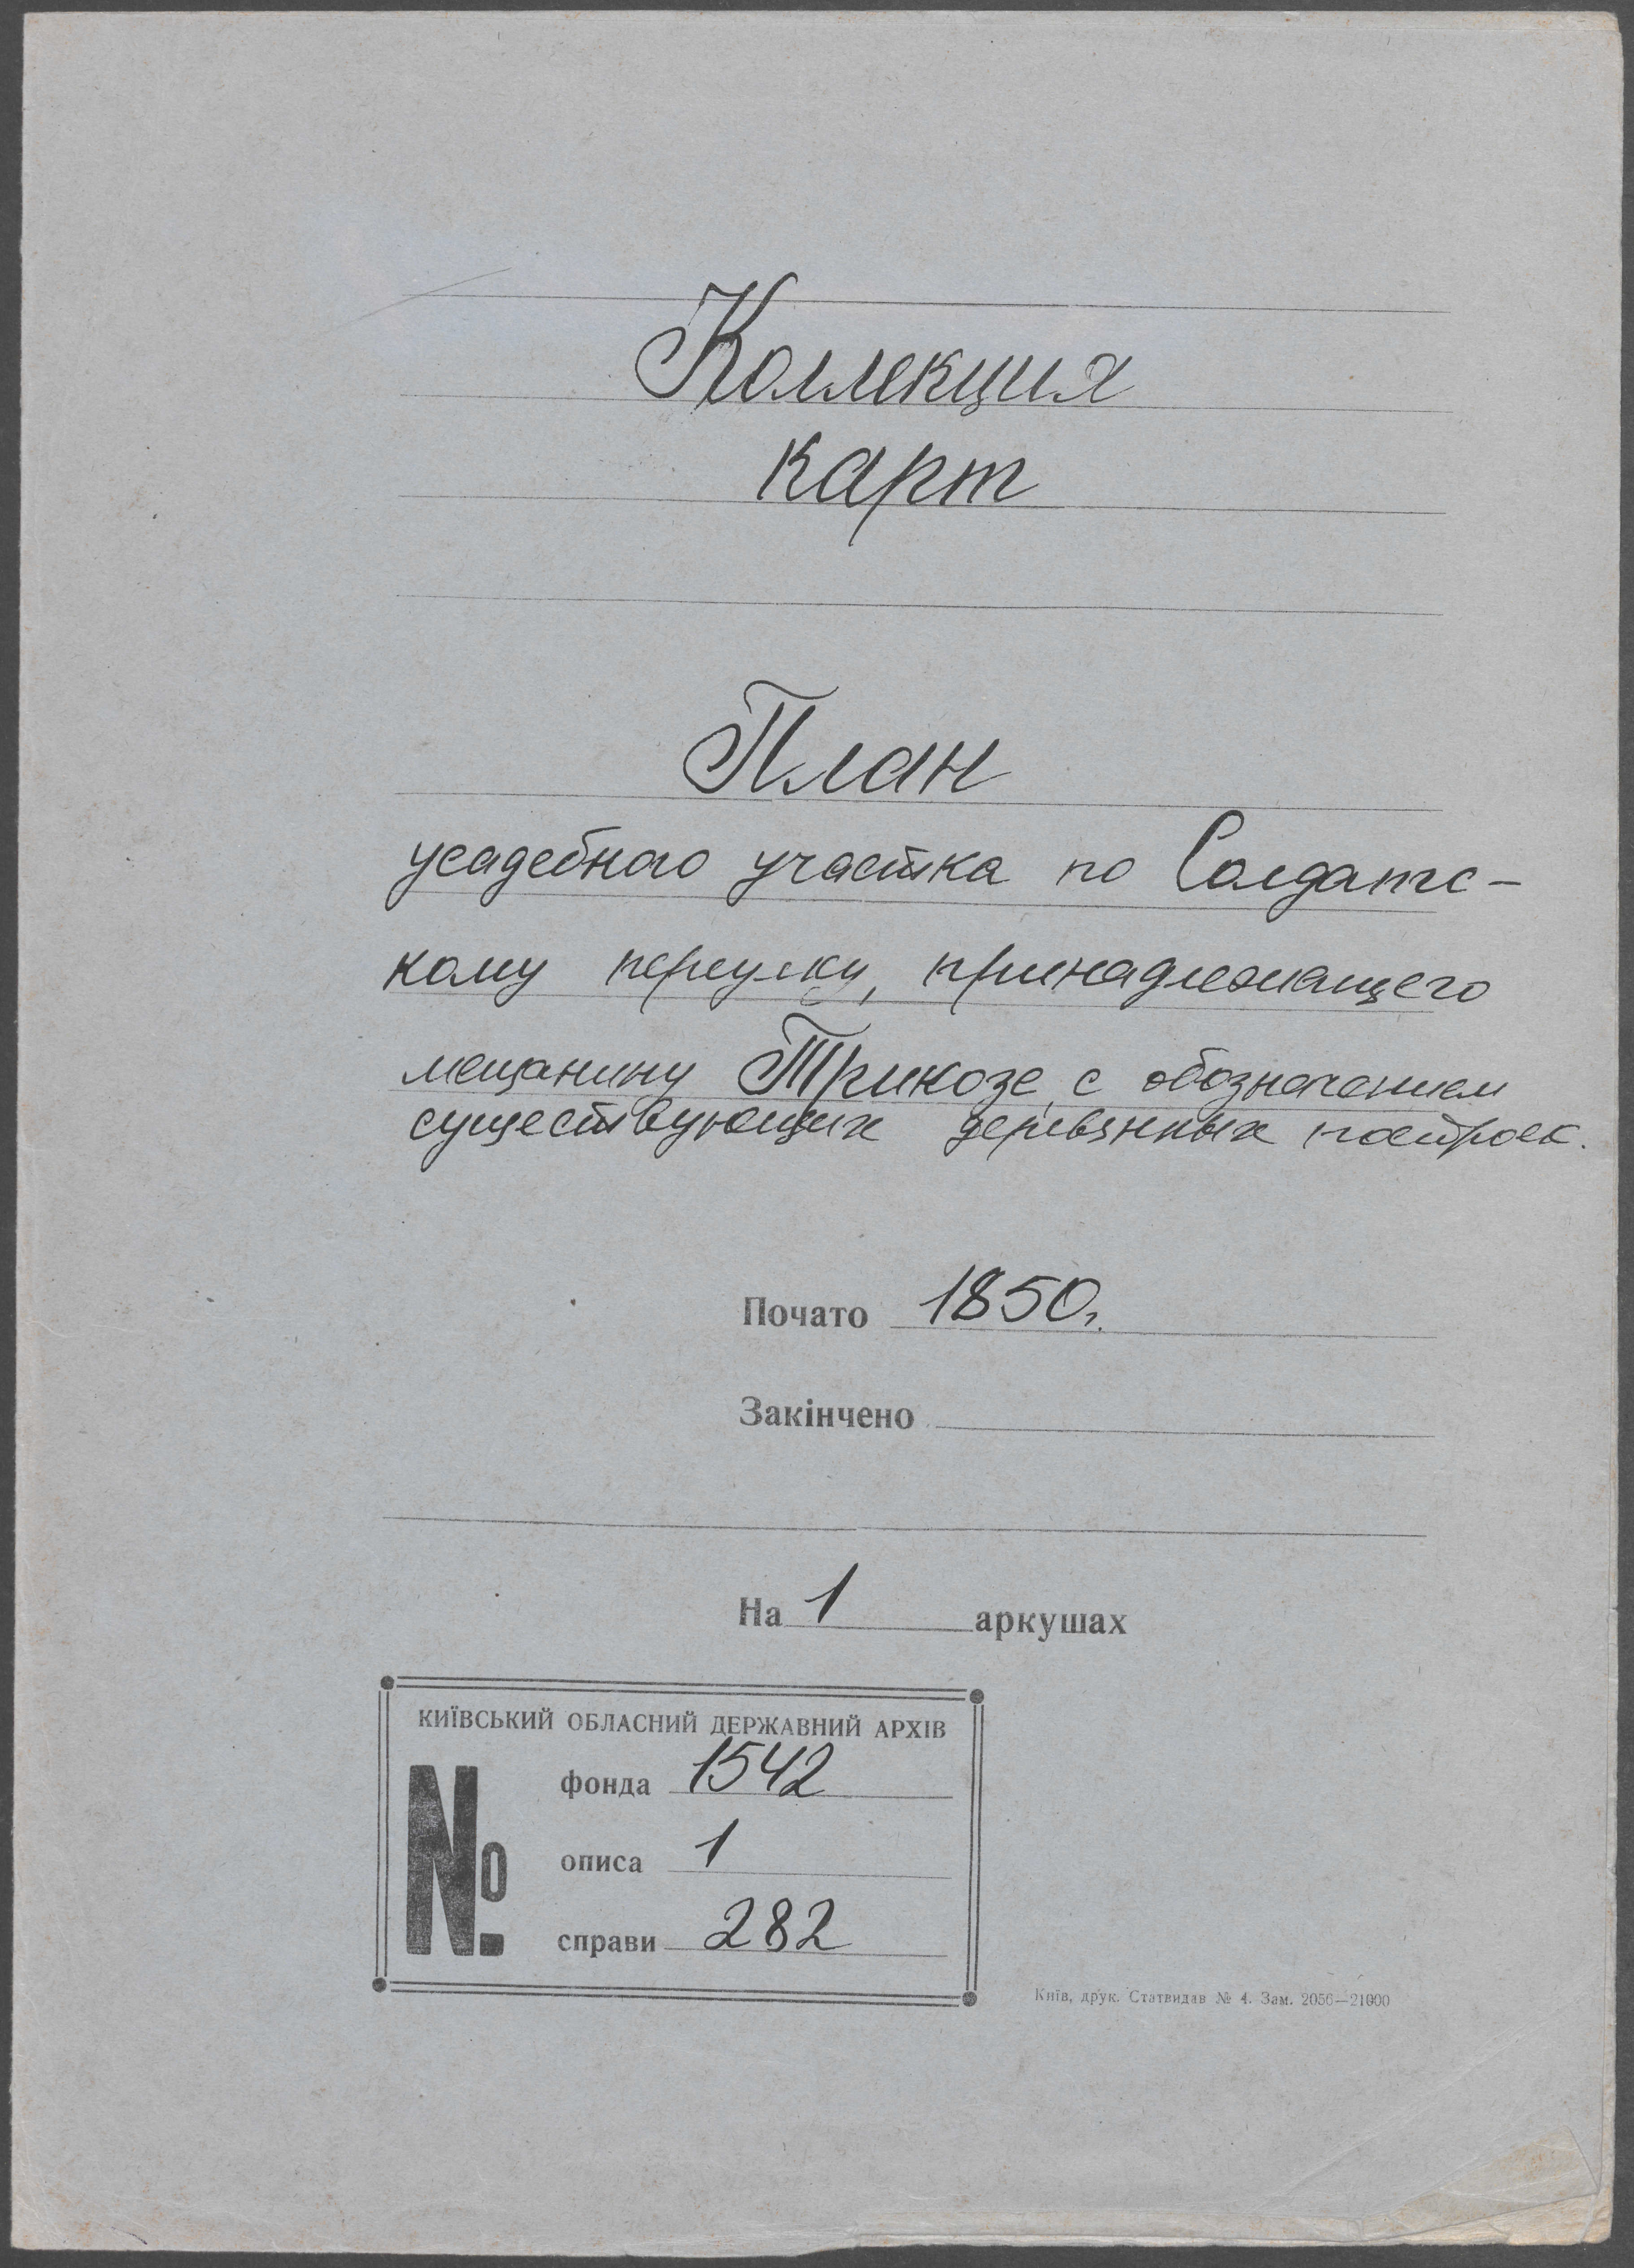 Коллекция
карт
План
усадебного участка по Солдатс-
кому переулку, принадлежащего
мещанину Трикозе, с обозначением
существующих деревянных построек.
Почато 1850г.
Закінчено
На 1 аркушах
КИЇВСЬКИЙ ОБЛАСНИЙ ДЕРЖАВНИЙ АРХІВ
№
фонда 1542
описа 1
справи 282
Київ, друк. Статвидав № 4. Зам. 2056—21000